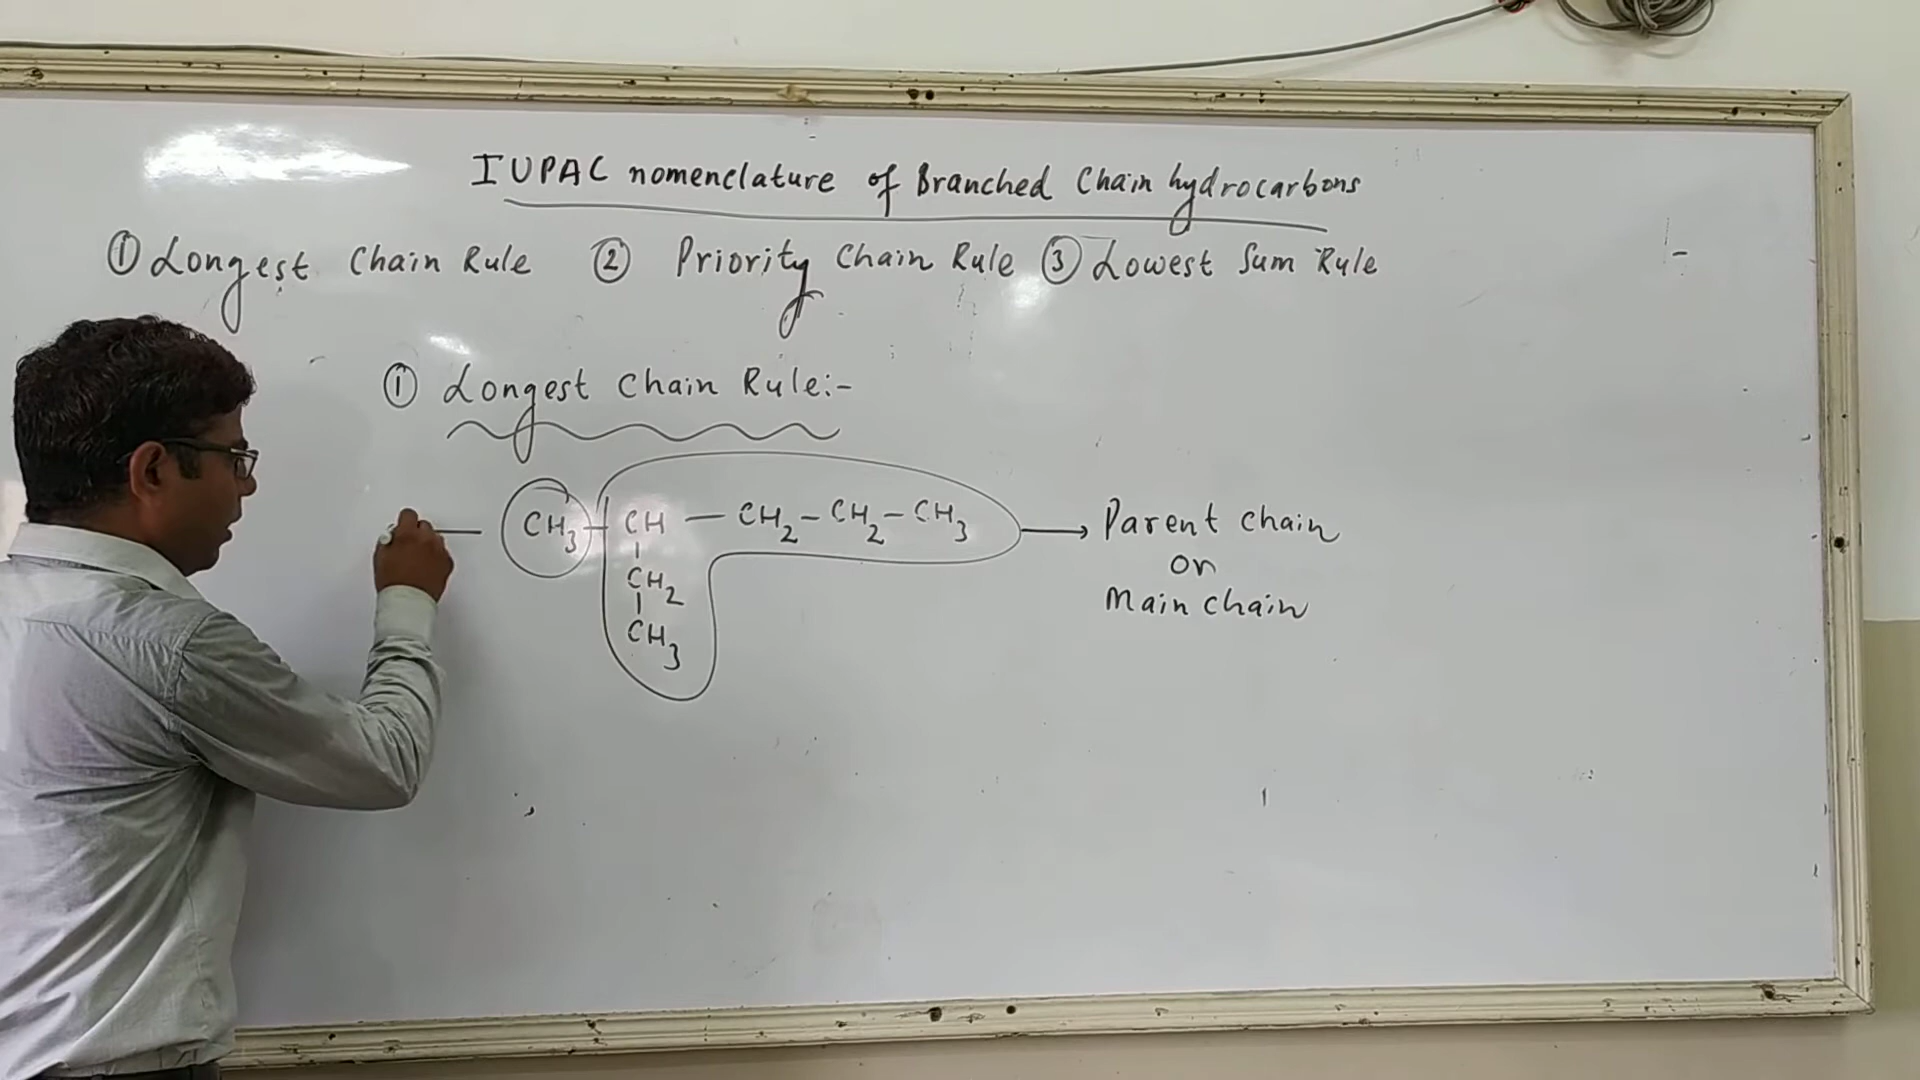 IUPAC nomenclature of Branched Chain hydrocarbons
① Longest Chain Rule ② Priority Chain Rule ③ Lowest Sum Rule
① Longest Chain Rule:-
CH3-CH-CH2-CH2-CH3 → Parent chain
or
CH2
Main chain
CH3